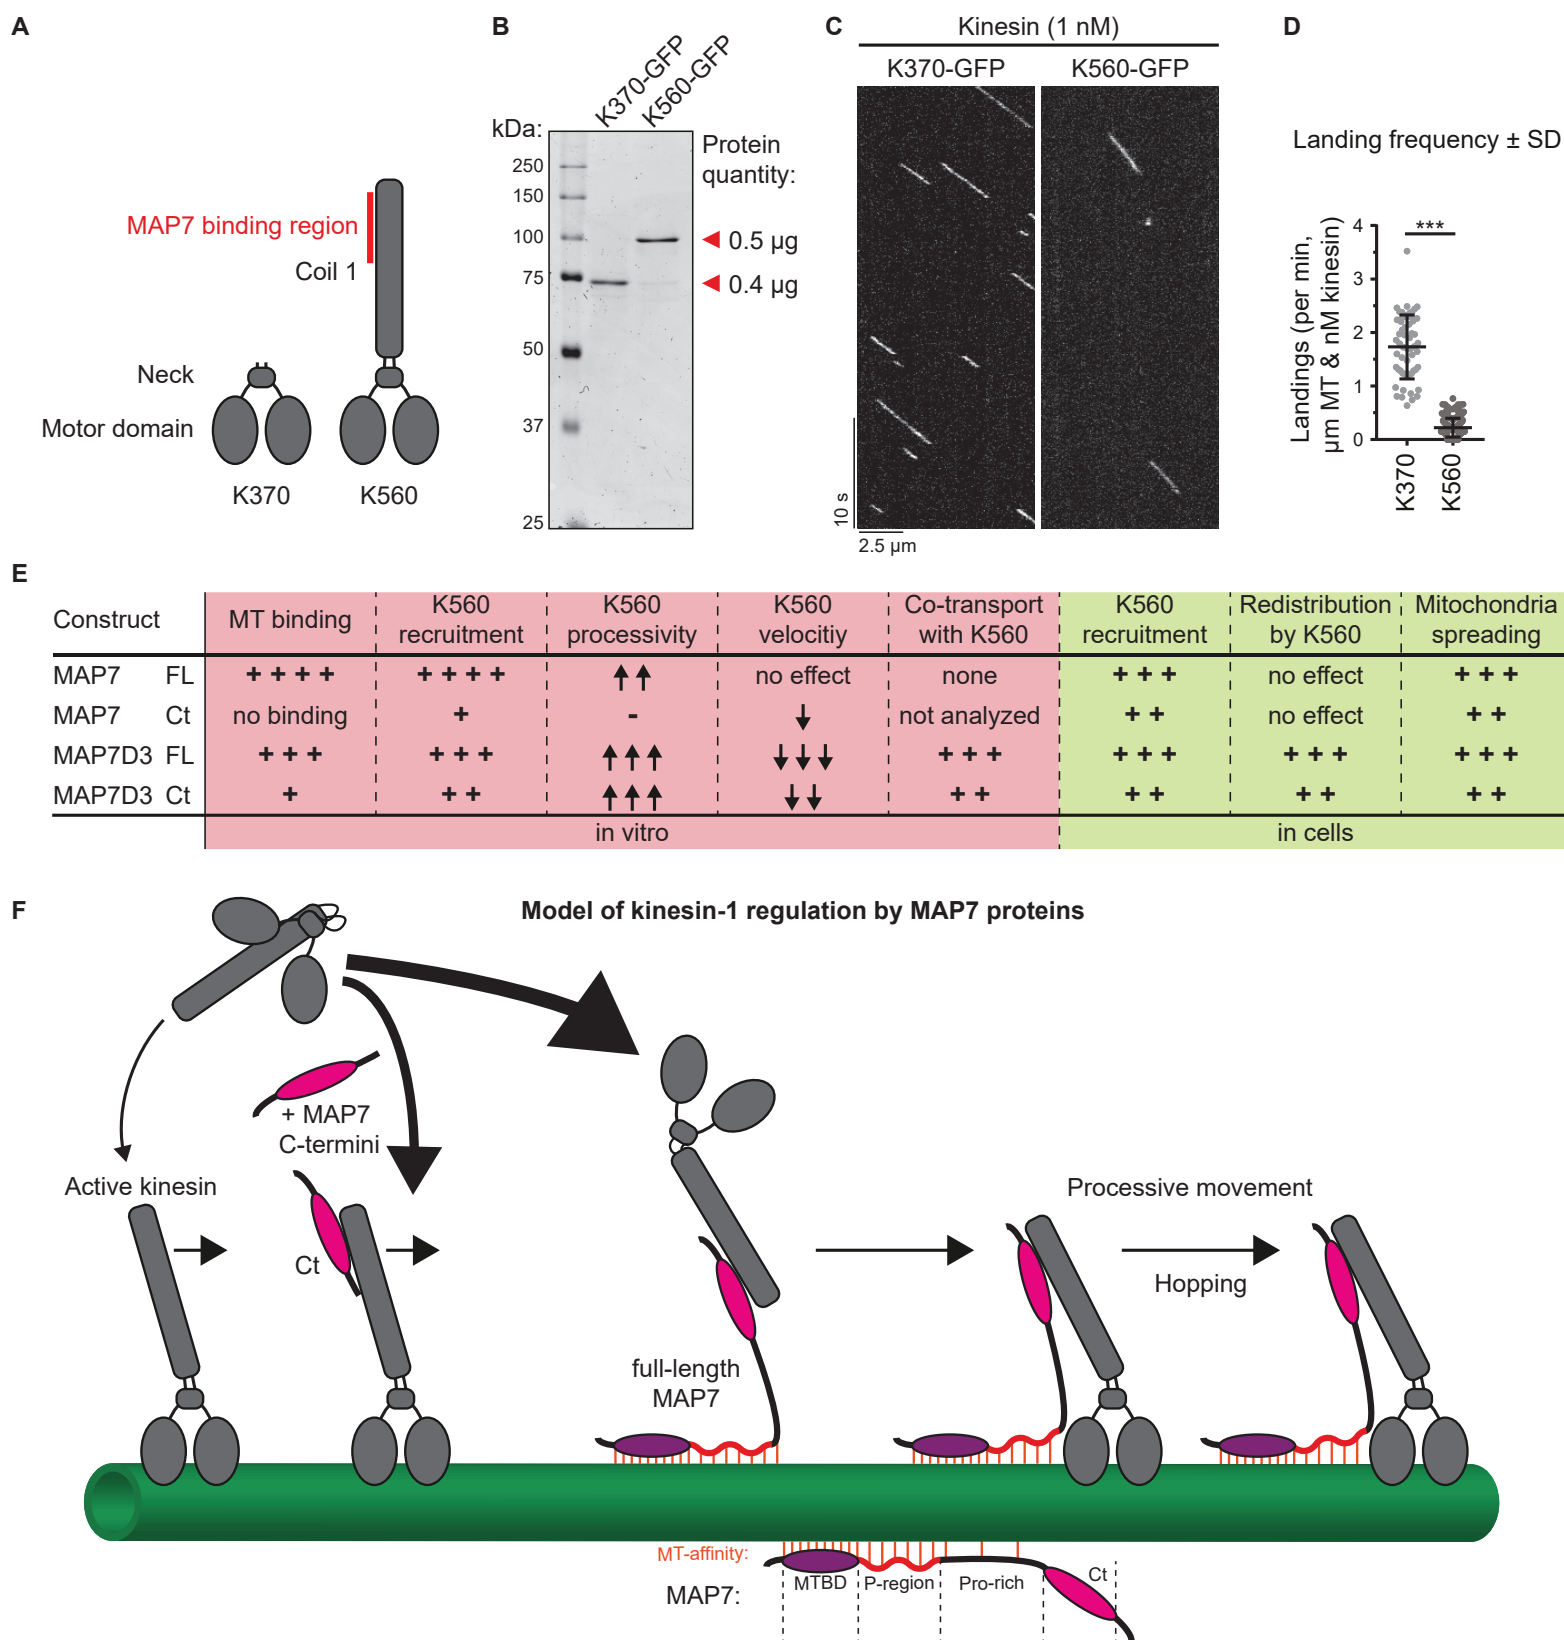 A
MAP7 binding region
Coil 1
Neck
Motor domain
K370
K560
B
K370-GFP
K560-GFP
kDa:
250
150
100
75
50
37
25
Protein
quantity:
0.5 µg
0.4 µg
C
Kinesin (1 nM)
K370-GFP
K560-GFP
10 s
2.5 µm
D
Landing frequency ± SD
Landings (per min,
µm MT & nM kinesin)
4
3
2
1
0
***
K370
K560
E
Construct
MT binding
K560
recruitment
K560
processivity
K560
velocitiy
Co-transport
with K560
K560
recruitment
Redistribution
by K560
Mitochondria
spreading
MAP7 FL ++++ ++++ ↑↑ no effect none +++ no effect +++
MAP7 Ct no binding + - ↓ not analyzed ++ no effect ++
MAP7D3 FL +++ +++ ↑↑↑ ↓↓↓ +++ +++ +++ +++
MAP7D3 Ct + ++ ↑↑↑ ↓↓ ++ ++ ++ ++
in vitro
in cells
F
Model of kinesin-1 regulation by MAP7 proteins
+ MAP7
C-termini
Active kinesin
Ct
full-length
MAP7
Processive movement
Hopping
MT-affinity:
MAP7:
MTBD
P-region
Pro-rich
Ct